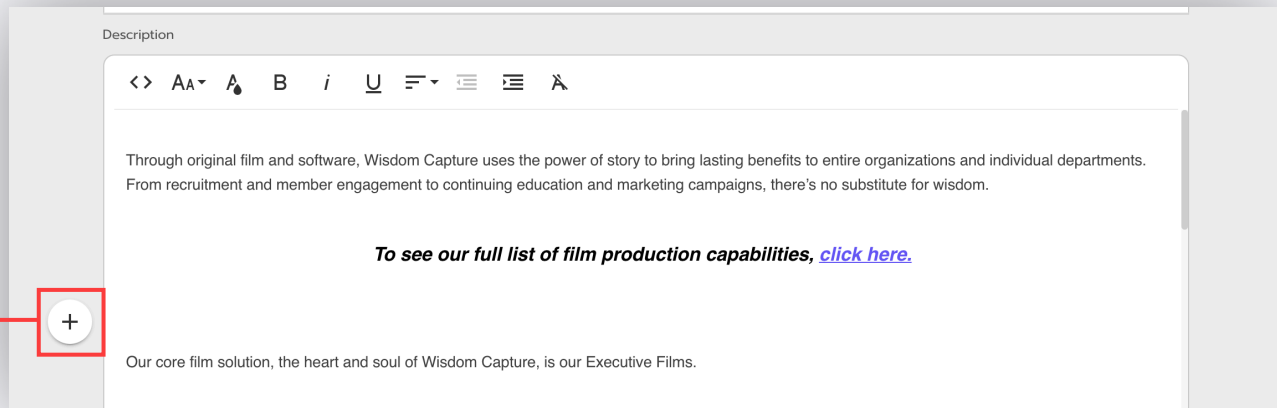 Description
<> AA A B i U
Through original film and software, Wisdom Capture uses the power of story to bring lasting benefits to entire organizations and individual departments.
From recruitment and member engagement to continuing education and marketing campaigns, there’s no substitute for wisdom.
To see our full list of film production capabilities, click here.
+
Our core film solution, the heart and soul of Wisdom Capture, is our Executive Films.